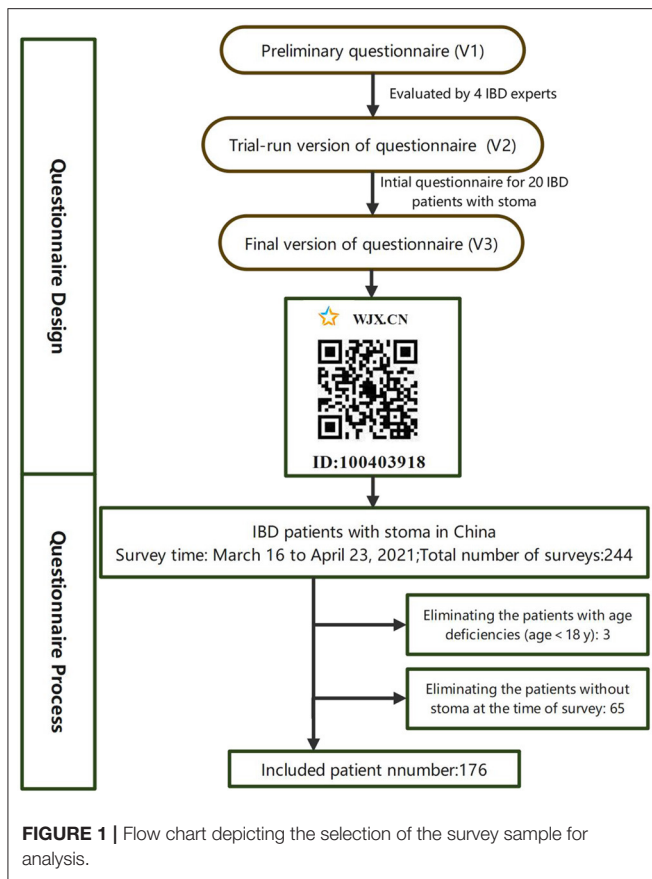 Preliminary questionnaire (V1)
Evaluated by 4 IBD experts
Trial-run version of questionnaire (V2)
Intial questionnaire for 20 IBD
patients with stoma
Final version of questionnaire (V3)
Questionnaire Design
WJX.CN
ID:100403918
Questionnaire Process
IBD patients with stoma in China
Survey time: March 16 to April 23, 2021;Total number of surveys:244
Eliminating the patients with age
deficiencies (age < 18 y): 3
Eliminating the patients without
stoma at the time of survey: 65
Included patient nnumber:176
FIGURE 1 | Flow chart depicting the selection of the survey sample for
analysis.